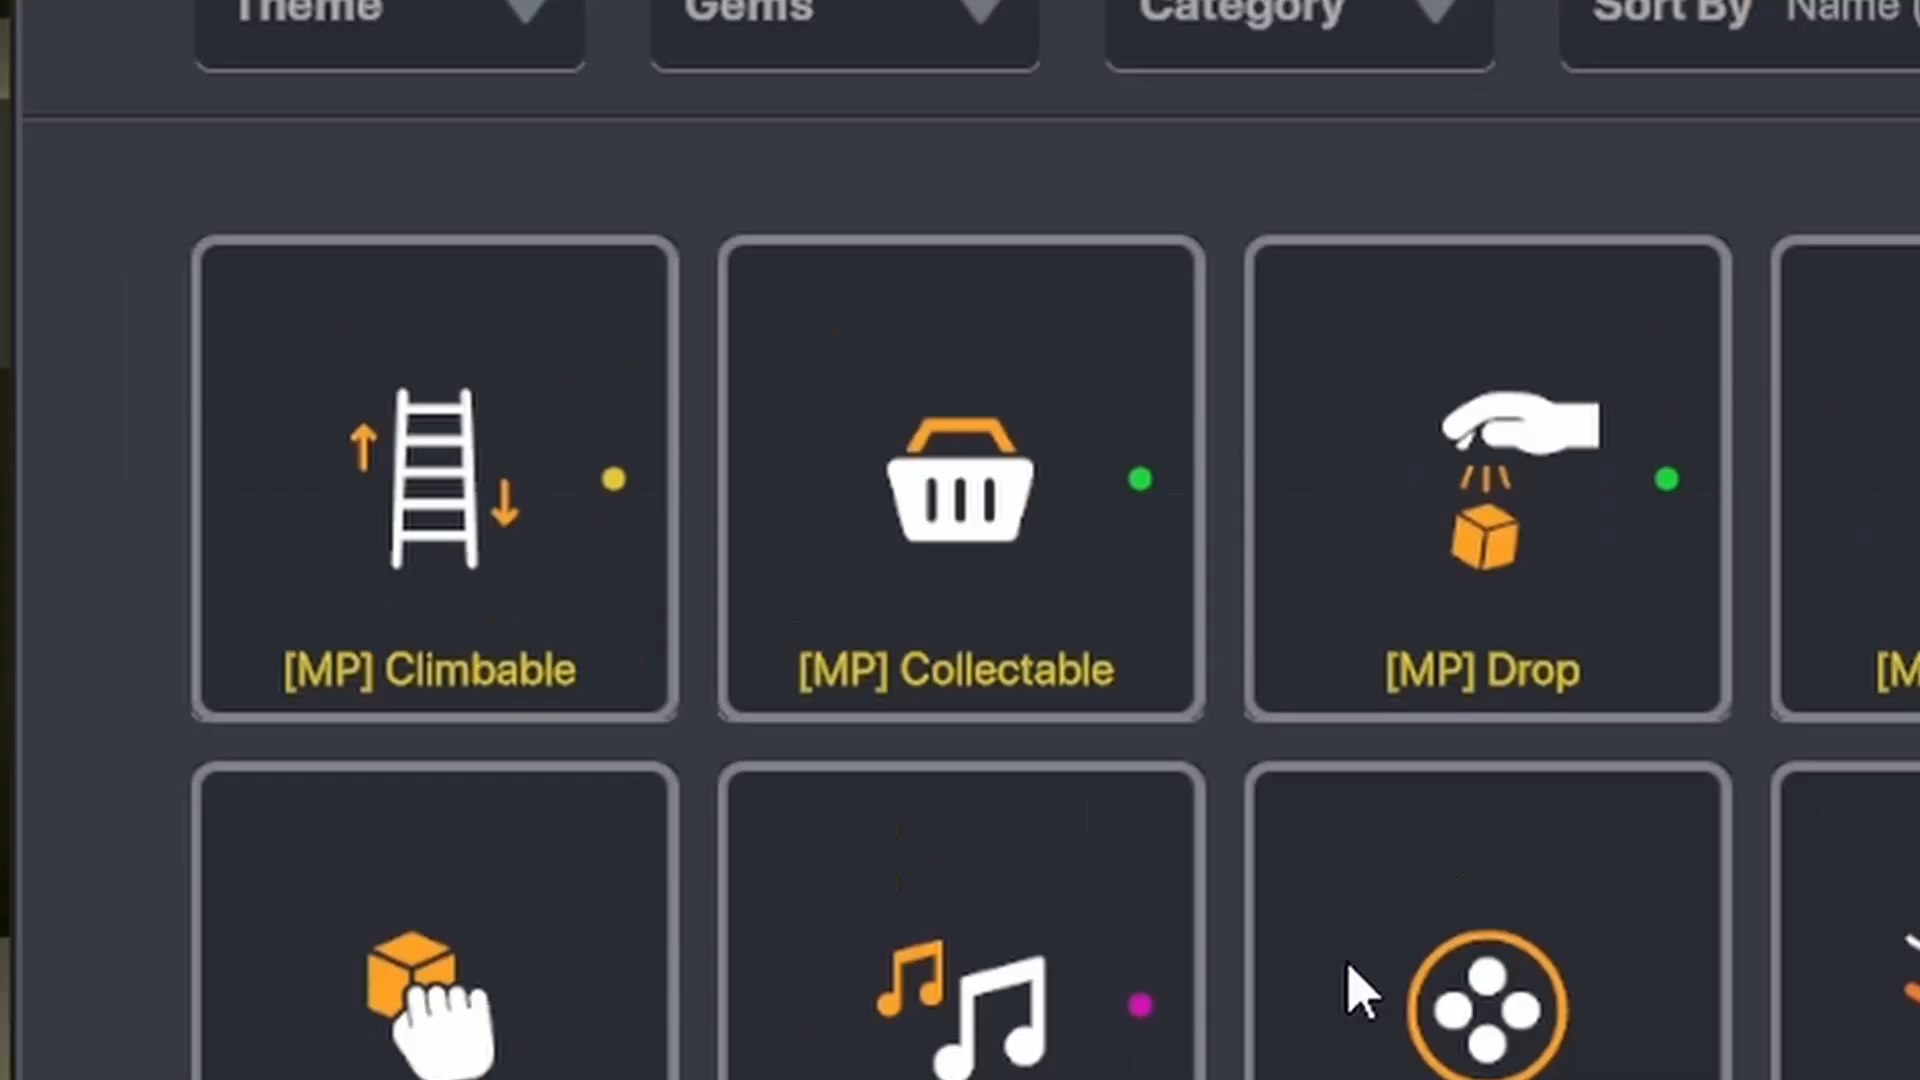 Theme Gems Category Sort By Name (
[MP] Climbable [MP] Collectable [MP] Drop [M